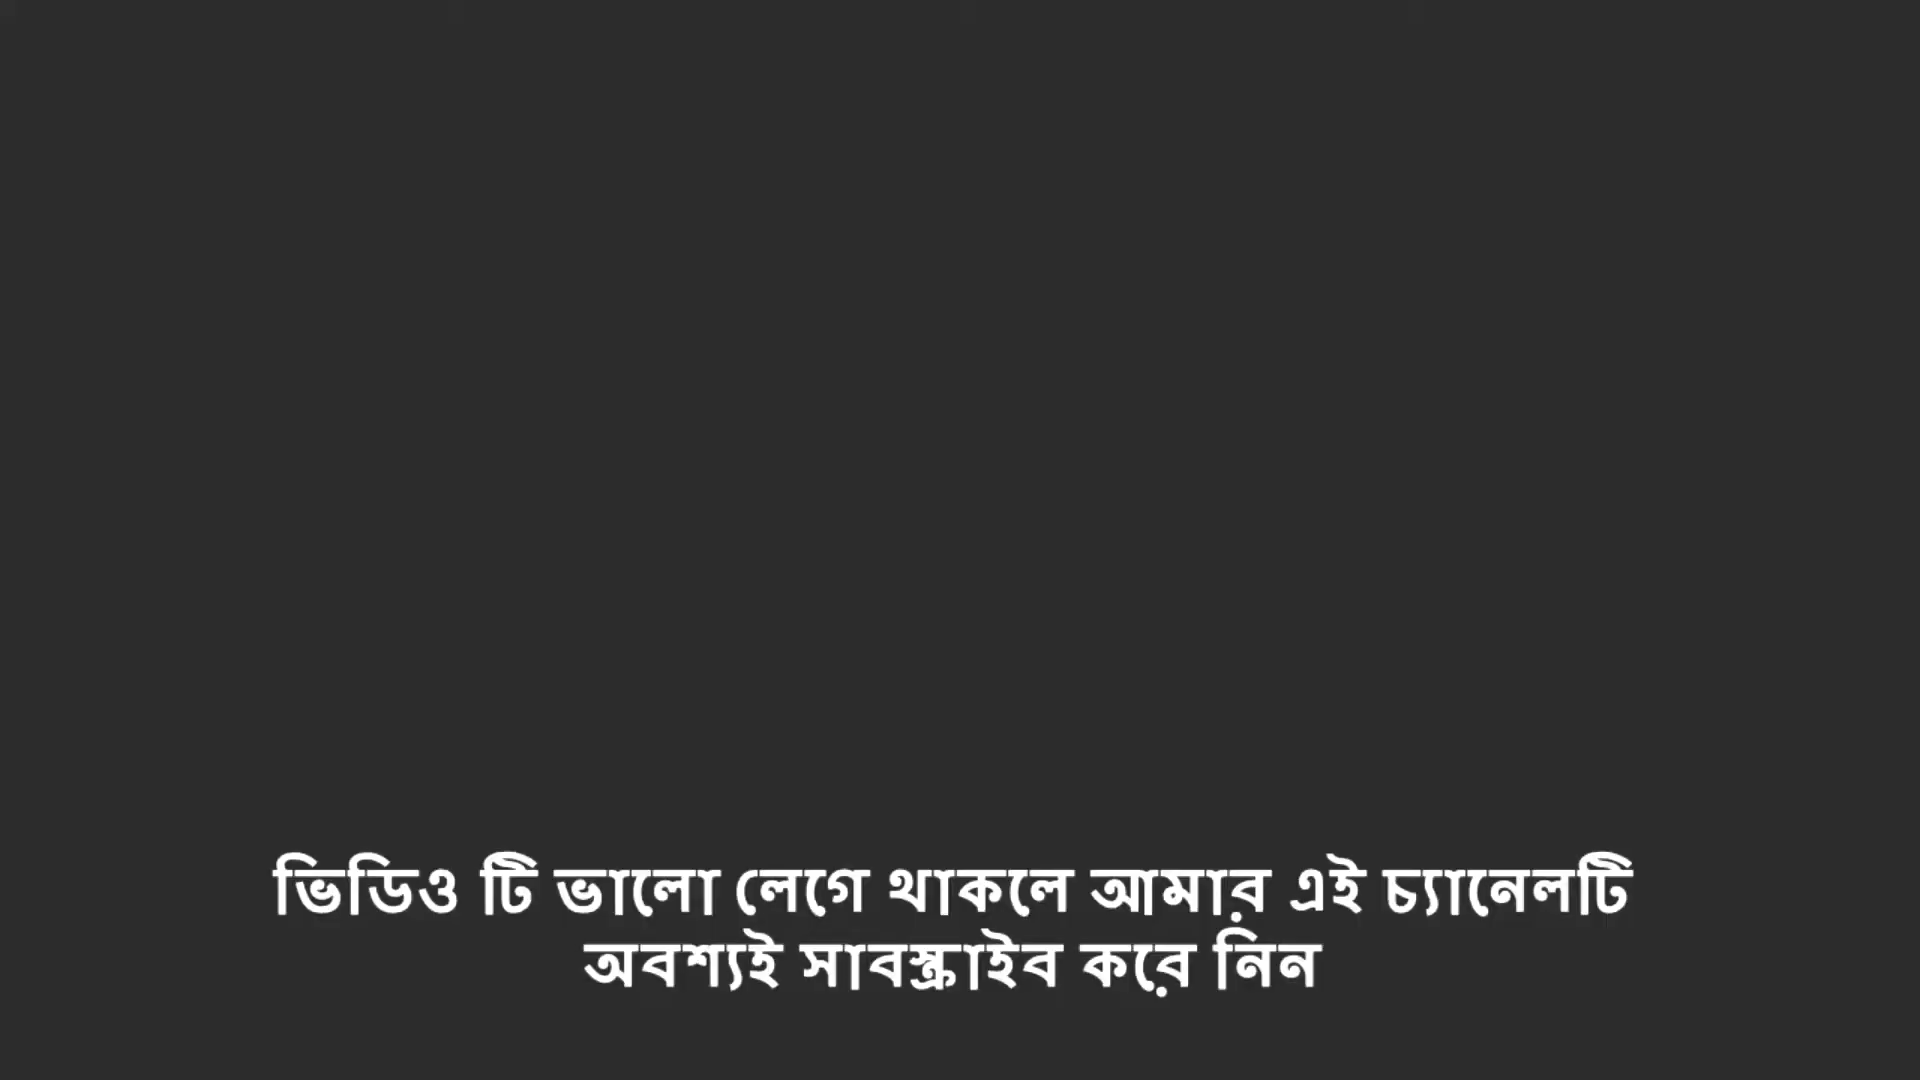 ভিডিও টি ভালো লেগে থাকলে আমার এই চ্যানেলটি
অবশ্যই সাবস্ক্রাইব করে নিন